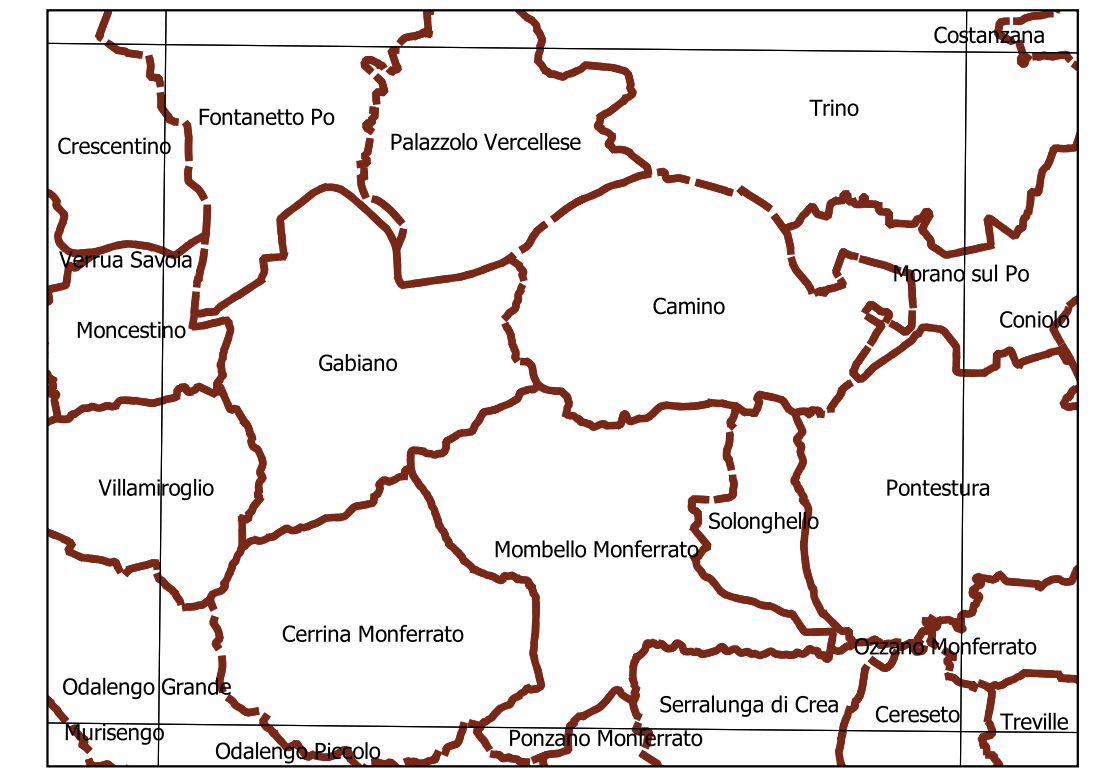 Costanzana
Trino
Fontanetto Po
Palazzolo Vercellese
Crescentino
Verrua Savoia
Morano sul Po
Camino
Coniolo
Moncestino
Gabiano
Villamiroglio
Pontestura
Solonghello
Mombello Monferrato
Cerrina Monferrato
Ozzano Monferrato
Odalengo Grande
Serralunga di Crea
Cereseto
Treville
Murisengo
Ponzano Monferrato
Odalengo Piccolo